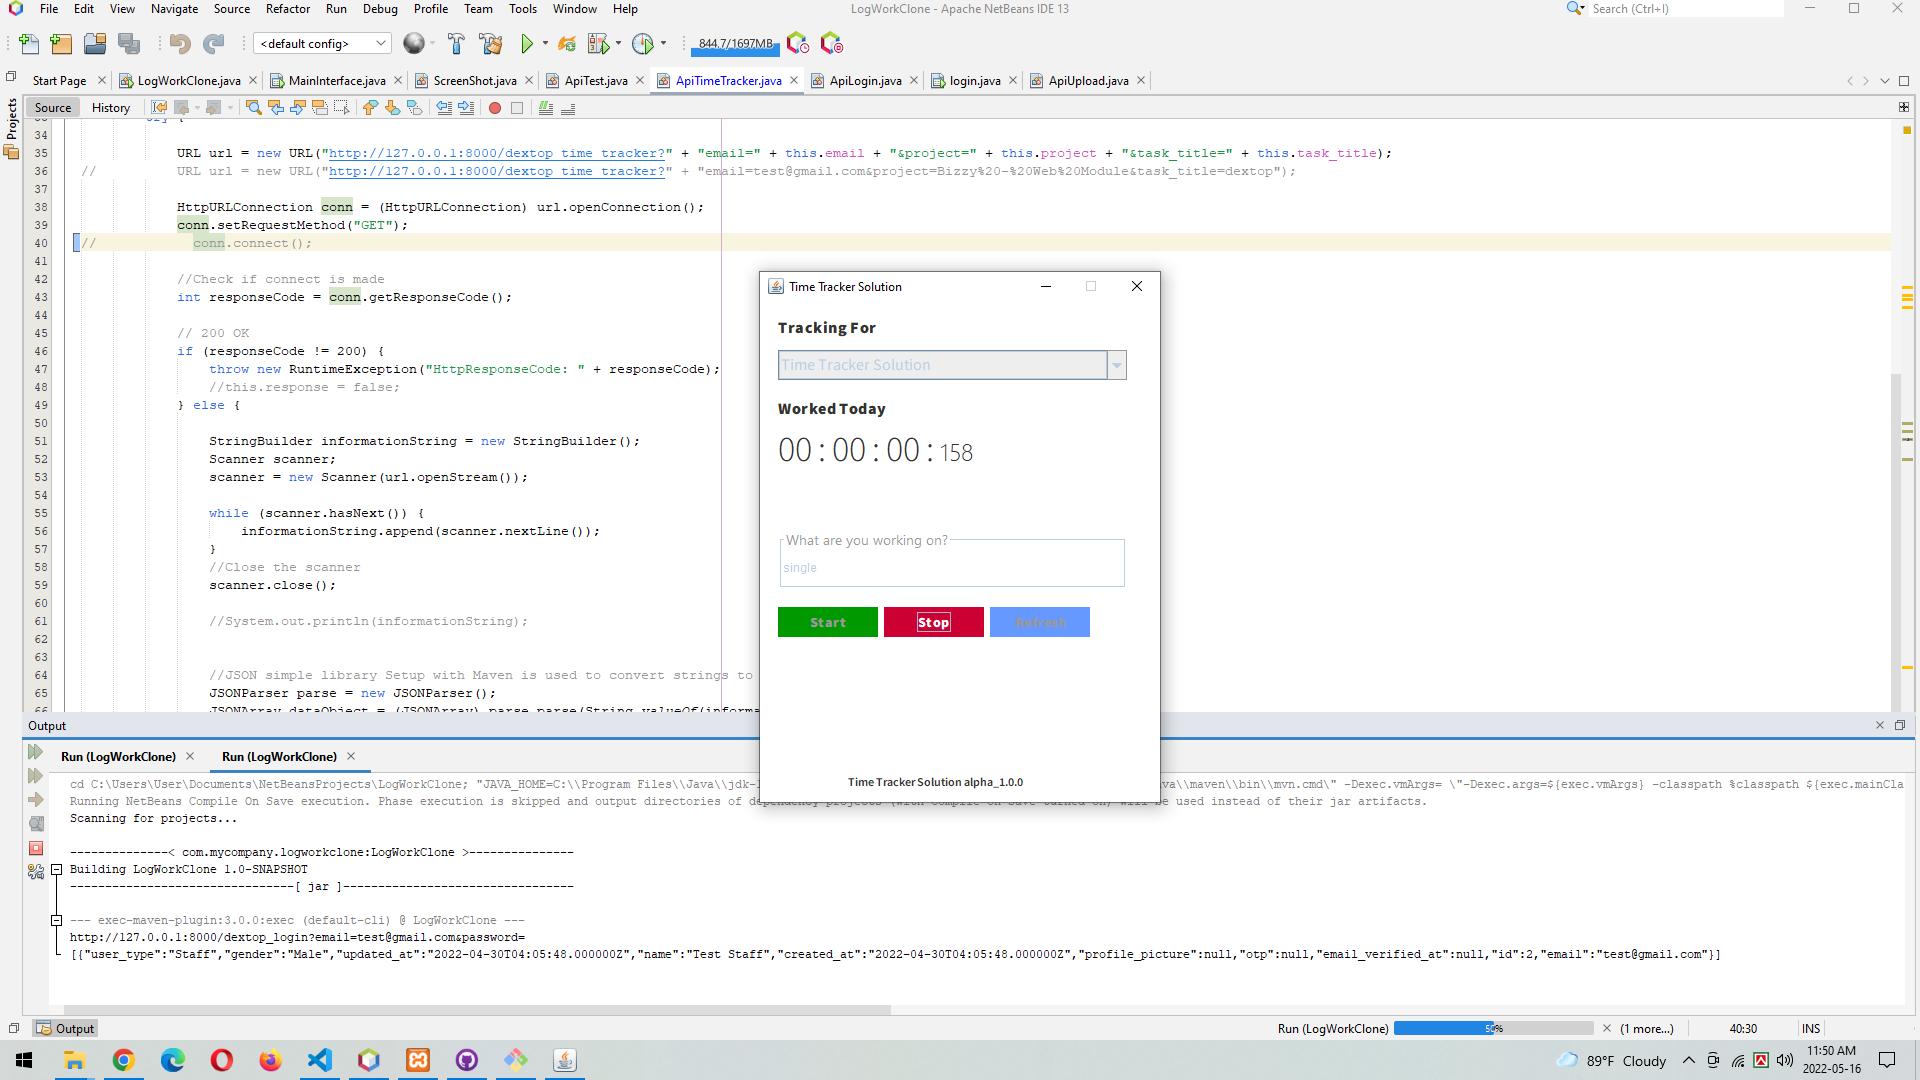 File Edit View Navigate Source Refactor Run Debug Profile Team Tools Window Help
LogWorkClone - Apache NetBeans IDE 13
Search (Ctrl+I)
<default config>
844.7/1697MB
Start Page
LogWorkClone.java
MainInterface.java
ScreenShot.java
ApiTest.java
ApiTimeTracker.java
ApiLogin.java
login.java
ApiUpload.java
Source History
Projects
34
35 URL url = new URL("http://127.0.0.1:8000/dextop_time_tracker?" + "email=" + this.email + "&project=" + this.project + "&task_title=" + this.task_title);
36 // URL url = new URL("http://127.0.0.1:8000/dextop_time_tracker?" + "email=test@gmail.com&project=Bizzy%20-%20Web%20Module&task_title=dextop");
37
38 HttpURLConnection conn = (HttpURLConnection) url.openConnection();
39 conn.setRequestMethod("GET");
40 // conn.connect();
41
42 //Check if connect is made
43 int responseCode = conn.getResponseCode();
44
45 // 200 OK
46 if (responseCode != 200) {
47 throw new RuntimeException("HttpResponseCode: " + responseCode);
48 //this.response = false;
49 } else {
50
51 StringBuilder informationString = new StringBuilder();
52 Scanner scanner;
53 scanner = new Scanner(url.openStream());
54
55 while (scanner.hasNext()) {
56 informationString.append(scanner.nextLine());
57 }
58 //Close the scanner
59 scanner.close();
60
61 //System.out.println(informationString);
62
63
64 //JSON simple library Setup with Maven is used to convert strings to
65 JSONParser parse = new JSONParser();
66 JSONArray dataObject = (JSONArray) parse.parse(String.valueOf(informa
Time Tracker Solution
Tracking For
Time Tracker Solution
Worked Today
00:00:00:158
What are you working on?
single
Start Stop Refresh
Time Tracker Solution alpha_1.0.0
Output
Run (LogWorkClone) Run (LogWorkClone)
cd C:\Users\User\Documents\NetBeansProjects\LogWorkClone; "JAVA_HOME=C:\\Program Files\\Java\\jdk-
ava\\maven\\bin\\mvn.cmd\" -Dexec.vmArgs= \"-Dexec.args=${exec.vmArgs} -classpath %classpath ${exec.mainCla
Running NetBeans Compile On Save execution. Phase execution is skipped and output directories of dependency projects (with Compile on Save turned on) will be used instead of their jar artifacts.
Scanning for projects...
--------------< com.mycompany.logworkclone:LogWorkClone >---------------
Building LogWorkClone 1.0-SNAPSHOT
--------------------------------[ jar ]---------------------------------
--- exec-maven-plugin:3.0.0:exec (default-cli) @ LogWorkClone ---
http://127.0.0.1:8000/dextop_login?email=test@gmail.com&password=
[{"user_type":"Staff","gender":"Male","updated_at":"2022-04-30T04:05:48.000000Z","name":"Test Staff","created_at":"2022-04-30T04:05:48.000000Z","profile_picture":null,"otp":null,"email_verified_at":null,"id":2,"email":"test@gmail.com"}]
Output
Run (LogWorkClone)
50%
(1 more...)
40:30
INS
89°F Cloudy
11:50 AM
2022-05-16